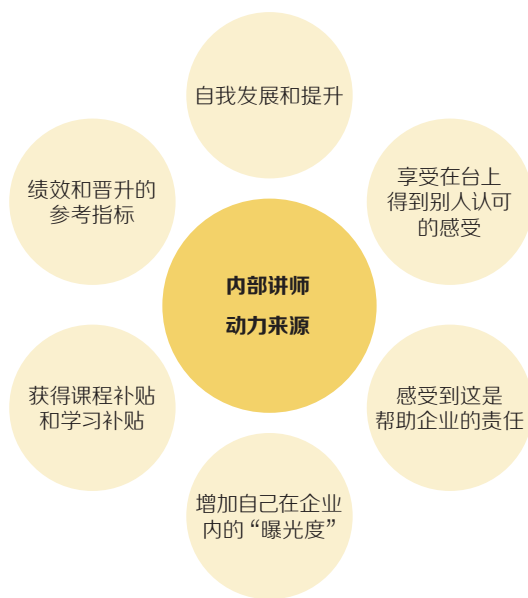 自我发展和提升
享受在台上
得到别人认可
的感受
感受到这是
帮助企业的责任
增加自己在企业
内的“曝光度”
获得课程补贴
和学习补贴
绩效和晋升的
参考指标
内部讲师
动力来源